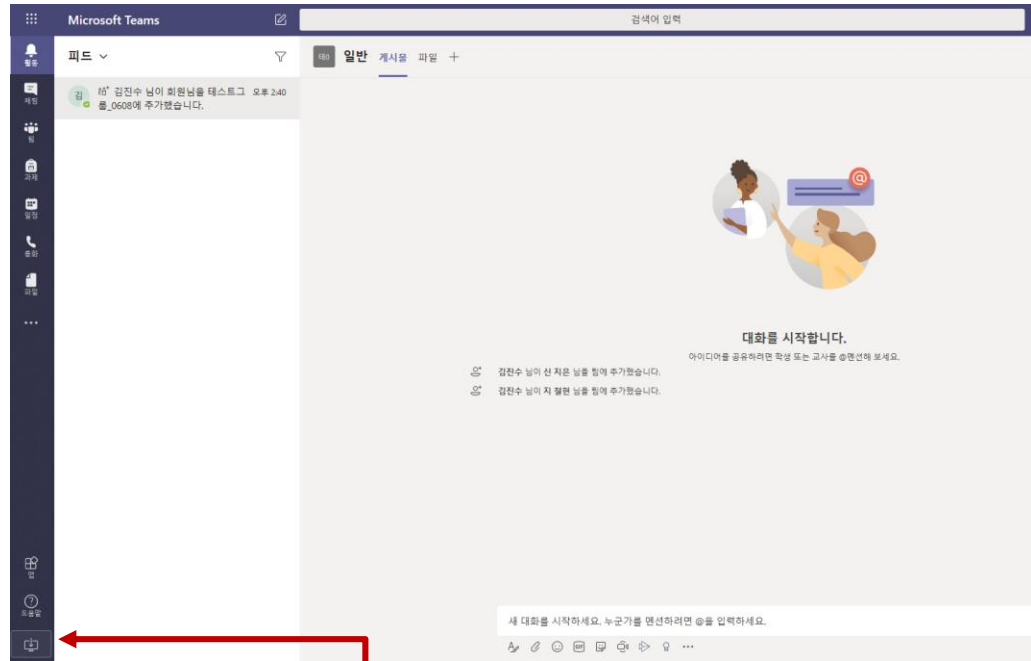 Microsoft Teams
검색어 입력
활동
채팅
팀
과제
일정
통화
파일
앱
도움말
피드
김
김진수 님이 회원님을 테스트그
룹_0608에 추가했습니다.
오후 2:40
일반 게시물 파일
@
대화를 시작합니다.
아이디어를 공유하려면 학생 또는 교사를 @멘션해 보세요.
김진수 님이 신 지은 님을 팀에 추가했습니다.
김진수 님이 지 철현 님을 팀에 추가했습니다.
새 대화를 시작하세요. 누군가를 멘션하려면 @을 입력하세요.
GIF